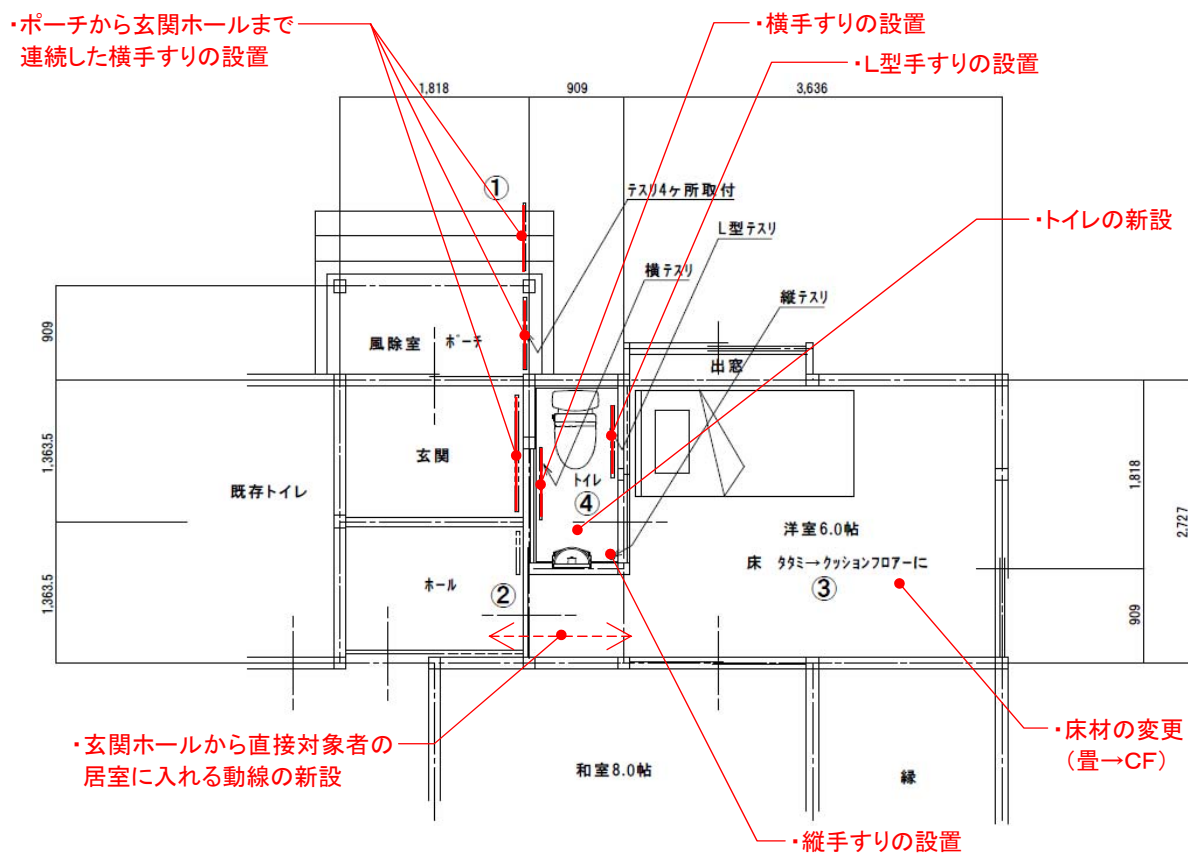 ・ポーチから玄関ホールまで
連続した横手すりの設置
・横手すりの設置
・L型手すりの設置
1,818
909
3,636
①
テスリ4ヶ所取付
L型テスリ
・トイレの新設
横テスリ
縦テスリ
909
風除室 ポーチ
出窓
1,363.5
玄関
既存トイレ
トイレ
④
1,818
2,727
洋室6.0帖
床 タタミ→クッションフロアーに
③
1,363.5
ホール
②
909
・玄関ホールから直接対象者の
居室に入れる動線の新設
・床材の変更
(畳→CF)
和室8.0帖
縁
・縦手すりの設置